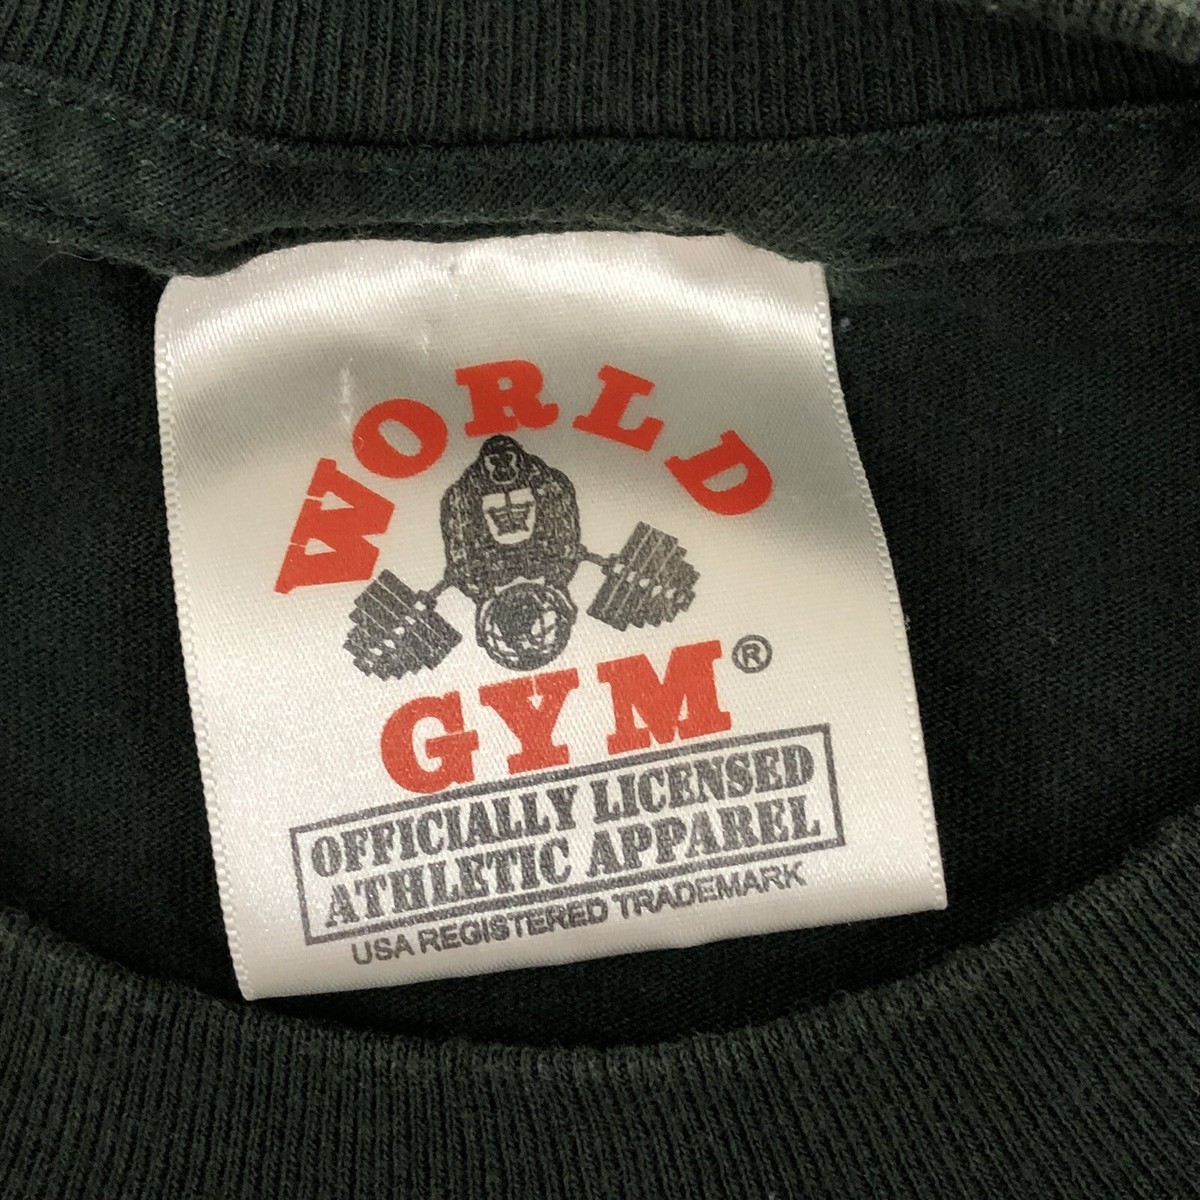 WORLD
GYM®
OFFICIALLY LICENSED
ATHLETIC APPAREL
USA REGISTERED TRADEMARK